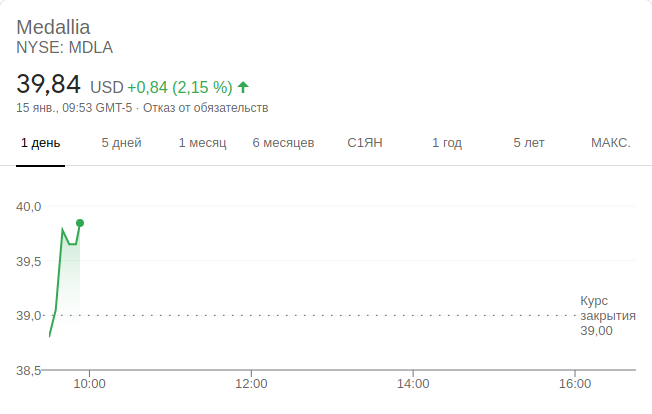 Medallia
NYSE: MDLA
39,84 USD +0,84 (2,15 %)
15 янв., 09:53 GMT-5 · Отказ от обязательств
1 день 5 дней 1 месяц 6 месяцев С1ЯН 1 год 5 лет МАКС.
40,0
39,5
39,0
38,5
Курс
закрытия
39,00
10:00 12:00 14:00 16:00